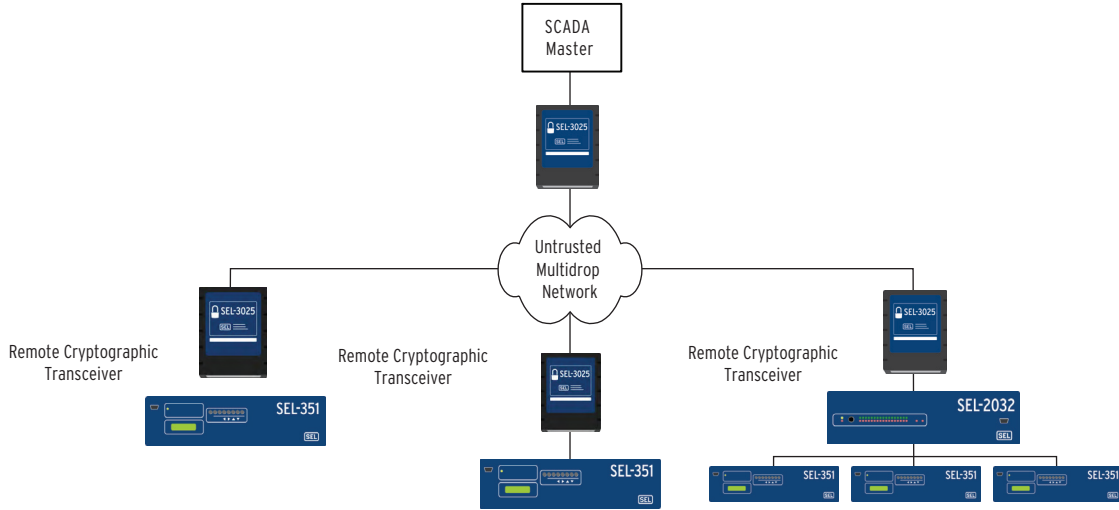 SCADA
Master
SEL-3025
SEL
Untrusted
Multidrop
Network
SEL-3025
SEL
Remote Cryptographic
Transceiver
SEL-351
SEL
SEL-3025
SEL
Remote Cryptographic
Transceiver
SEL-351
SEL
SEL-3025
SEL
Remote Cryptographic
Transceiver
SEL-2032
SEL
SEL-351
SEL
SEL-351
SEL
SEL-351
SEL